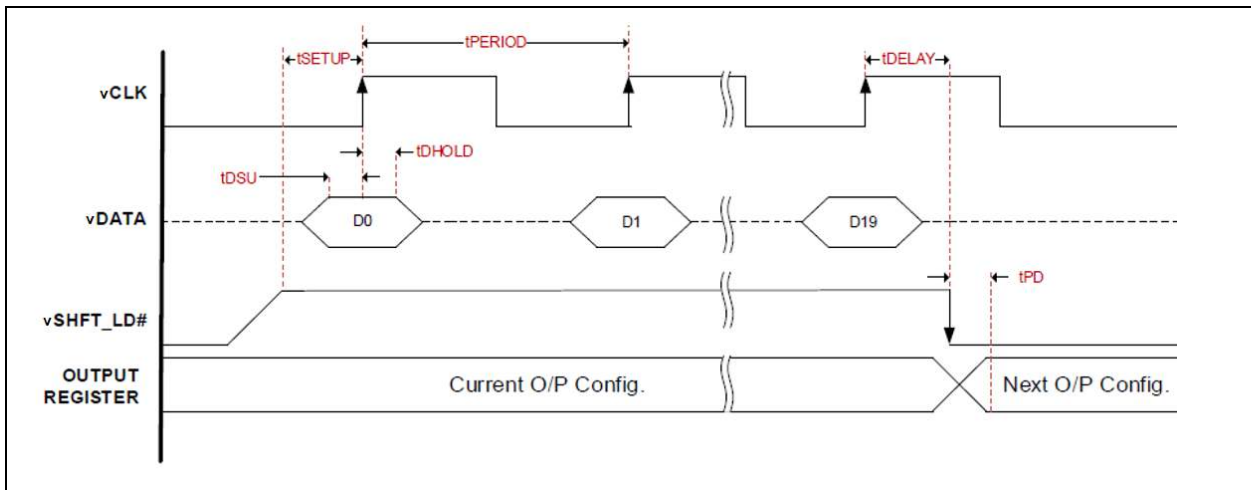 tPERIOD
tSETUP
tDELAY
vCLK
tDHOLD
tDSU
vDATA
D0
D1
D19
tPD
vSHFT_LD#
OUTPUT
REGISTER
Current O/P Config.
Next O/P Config.